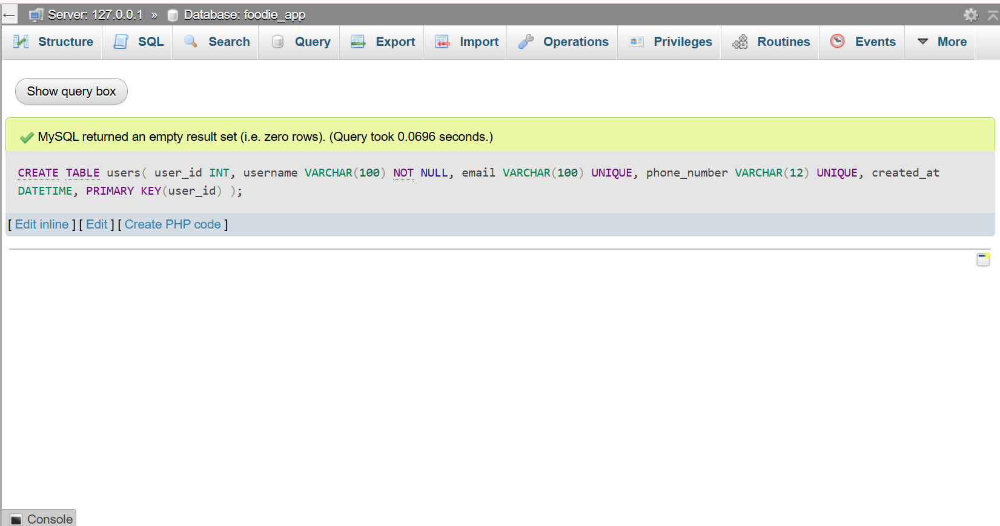 ← Server: 127.0.0.1 » Database: foodie_app
Structure SQL Search Query Export Import Operations Privileges Routines Events More
Show query box
MySQL returned an empty result set (i.e. zero rows). (Query took 0.0696 seconds.)
CREATE TABLE users( user_id INT, username VARCHAR(100) NOT NULL, email VARCHAR(100) UNIQUE, phone_number VARCHAR(12) UNIQUE, created_at
DATETIME, PRIMARY KEY(user_id) );
[ Edit inline ] [ Edit ] [ Create PHP code ]
Console